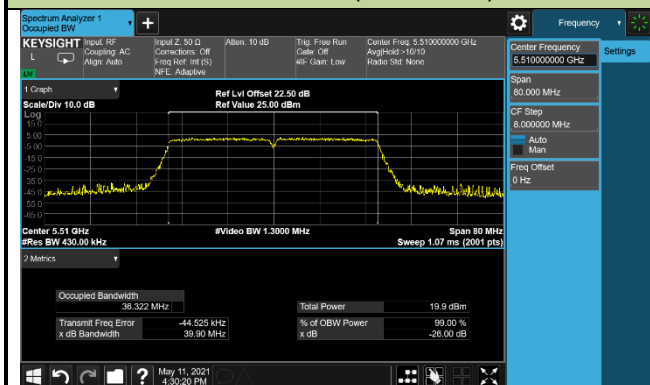 Spectrum Analyzer 1
Occupied BW
+
Frequency
KEYSIGHT
L
LM
Input: RF
Coupling: AC
Align: Auto
Input Z: 50 Ω
Corrections: Off
Freq Ref: Int (S)
NFE: Adaptive
Atten: 10 dB
Trig: Free Run
Gate: Off
#IF Gain: Low
Center Freq: 5.510000000 GHz
Avg|Hold:>10/10
Radio Std: None
Center Frequency
5.510000000 GHz
Settings
Span
80.000 MHz
CF Step
8.000000 MHz
Auto
Man
Freq Offset
0 Hz
1 Graph
Scale/Div 10.0 dB
Ref Lvl Offset 22.50 dB
Ref Value 25.00 dBm
Log
15.0
5.00
-5.00
-15.0
-25.0
-35.0
-45.0
-55.0
-65.0
Center 5.51 GHz
#Video BW 1.3000 MHz
Span 80 MHz
#Res BW 430.00 kHz
Sweep 1.07 ms (2001 pts)
2 Metrics
Occupied Bandwidth
36.322 MHz
Total Power 19.9 dBm
Transmit Freq Error -44.525 kHz
% of OBW Power 99.00 %
x dB Bandwidth 39.90 MHz
x dB -26.00 dB
?
May 11, 2021
4:30:20 PM